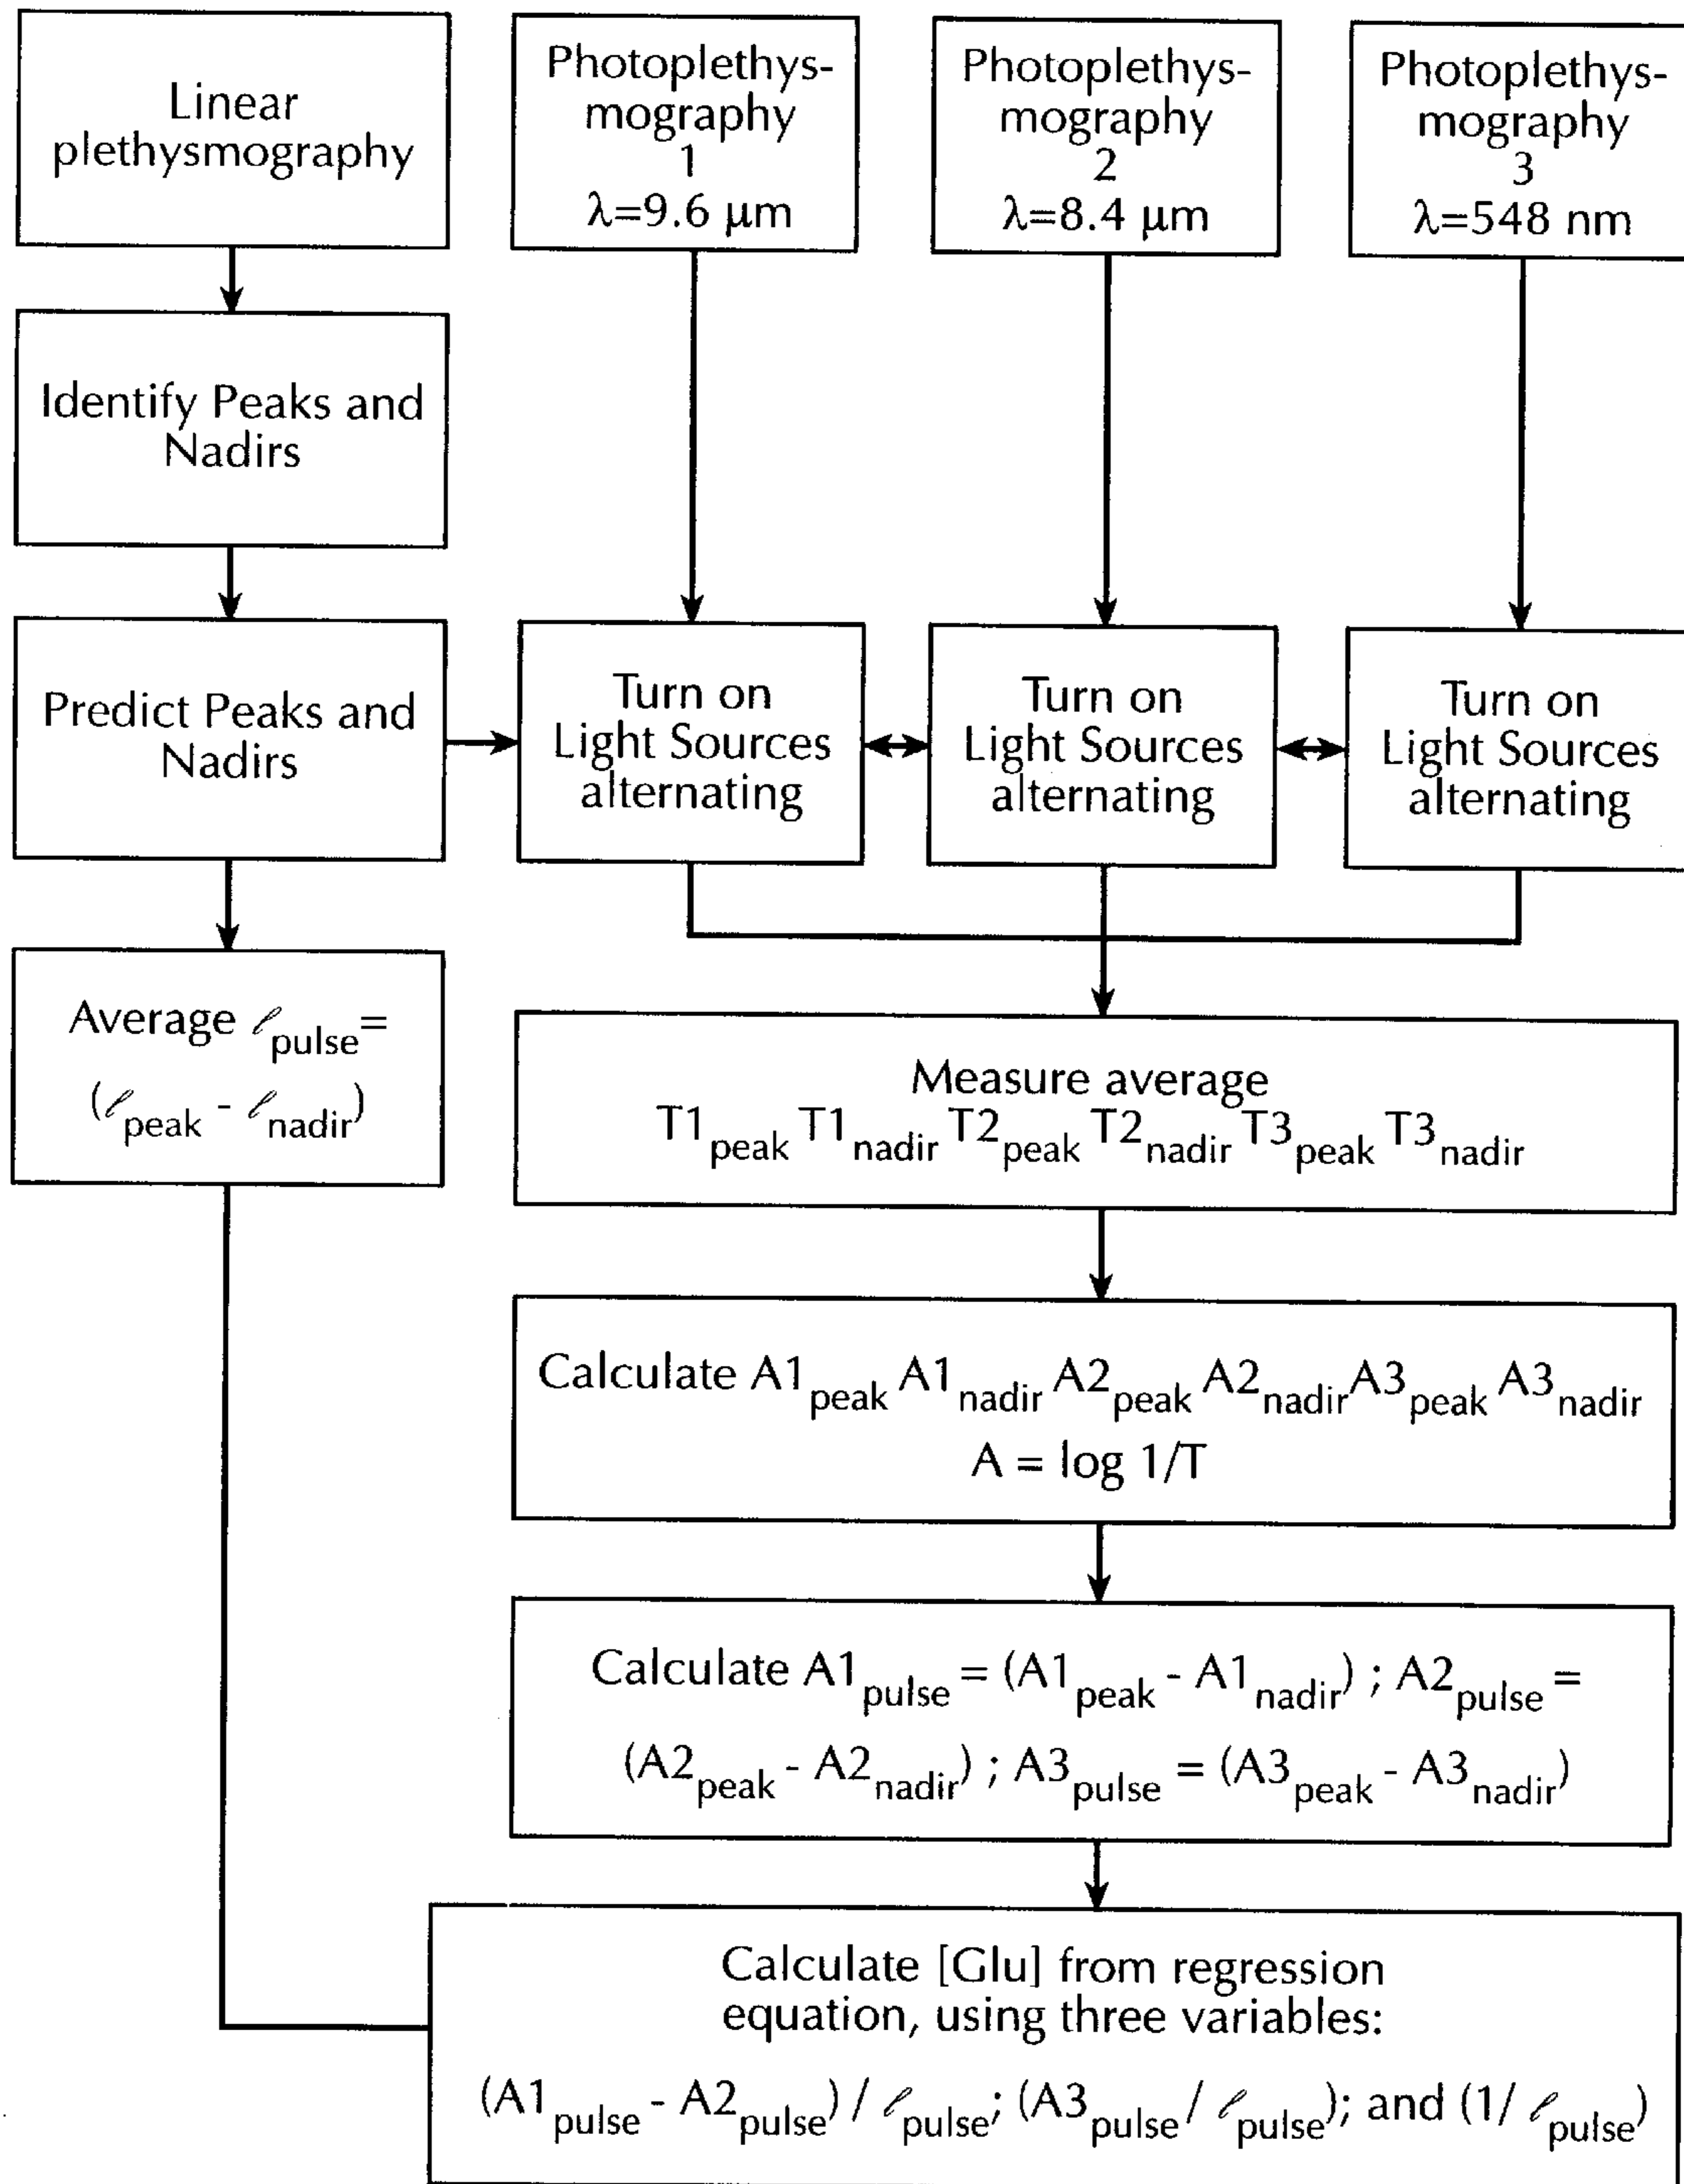 Linear
plethysmography
Photoplethys-
mography
1
λ=9.6 μm
Photoplethys-
mography
2
λ=8.4 μm
Photoplethys-
mography
3
λ=548 nm
Identify Peaks and
Nadirs
Predict Peaks and
Nadirs
Turn on
Light Sources
alternating
Turn on
Light Sources
alternating
Turn on
Light Sources
alternating
Average ℓpulse=
(ℓpeak - ℓnadir)
Measure average
T1peak T1nadir T2peak T2nadir T3peak T3nadir
Calculate A1peak A1nadir A2peak A2nadir A3peak A3nadir
A = log 1/T
Calculate A1pulse = (A1peak - A1nadir) ; A2pulse =
(A2peak - A2nadir) ; A3pulse = (A3peak - A3nadir)
Calculate [Glu] from regression
equation, using three variables:
(A1pulse - A2pulse) / ℓpulse; (A3pulse/ ℓpulse); and (1/ ℓpulse)